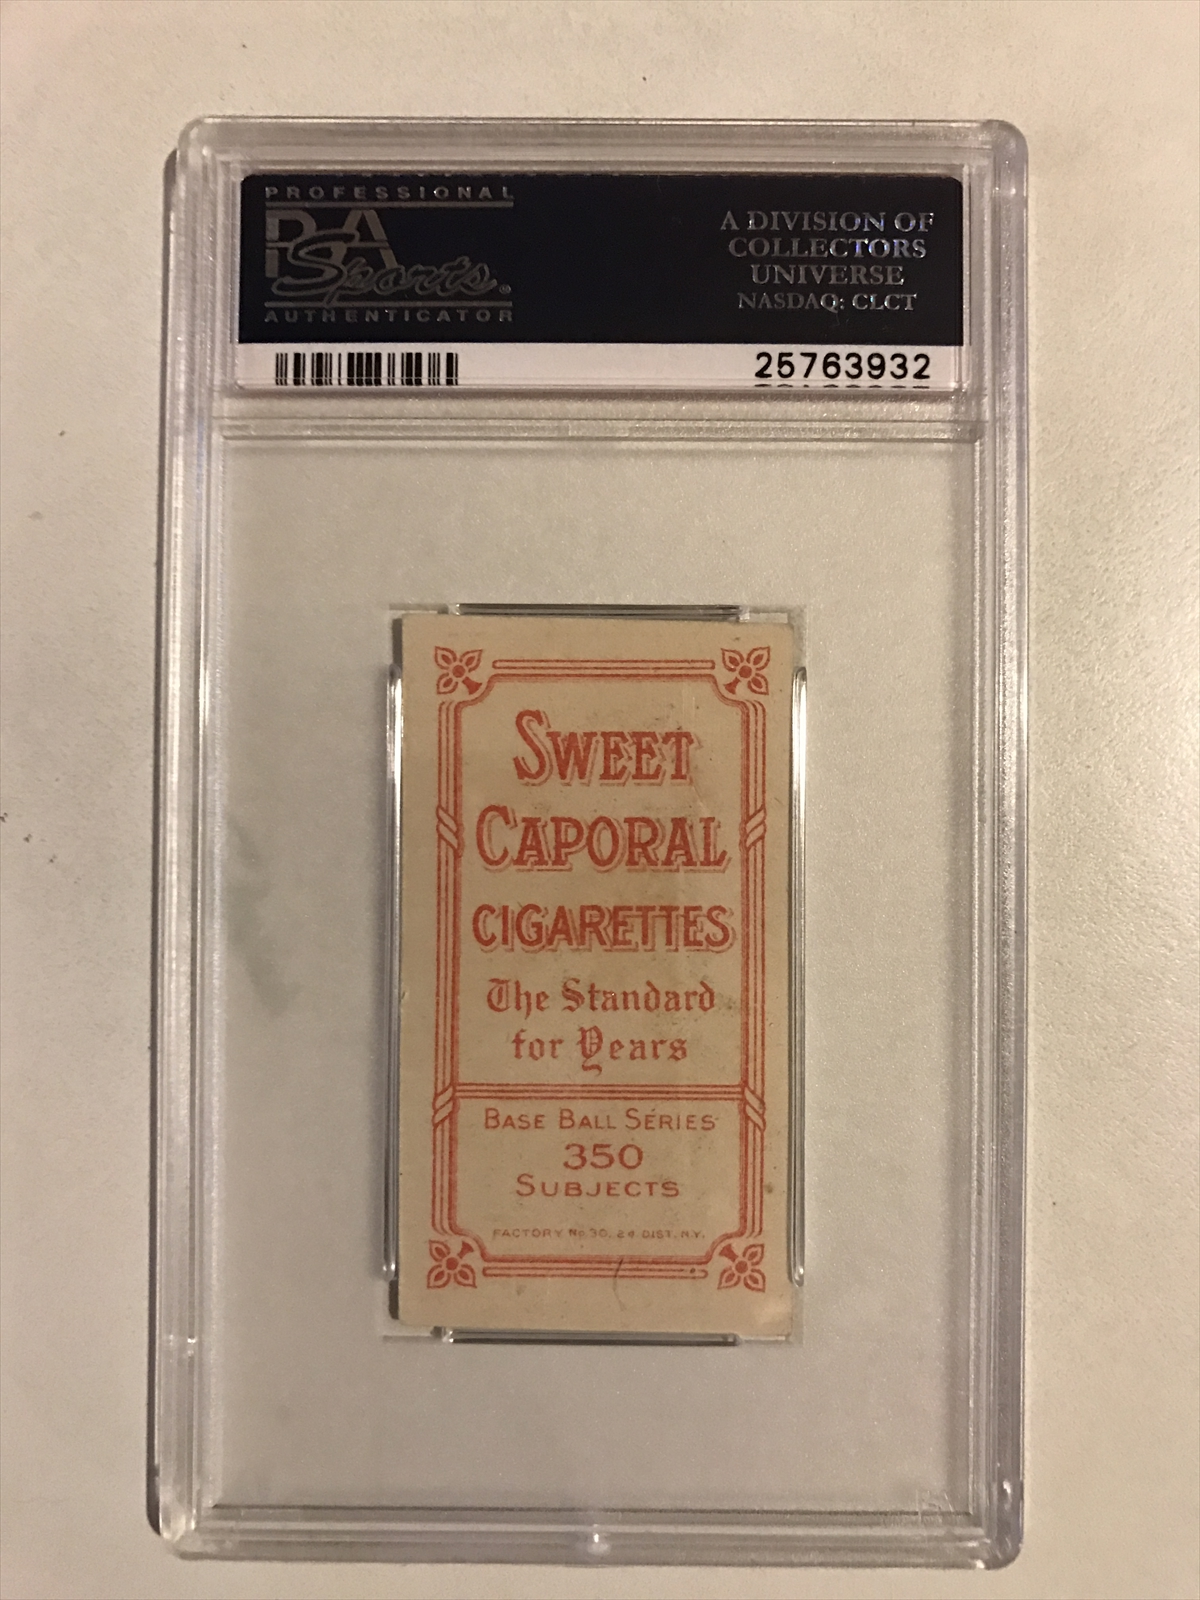 PROFESSIONAL
PSA
Sports
AUTHENTICATOR
A DIVISION OF
COLLECTORS
UNIVERSE
NASDAQ: CLCT
25763932
SWEET
CAPORAL
CIGARETTES
The Standard
for Years
BASE BALL SERIES
350
SUBJECTS
FACTORY No 30, 2d DIST. N.Y.